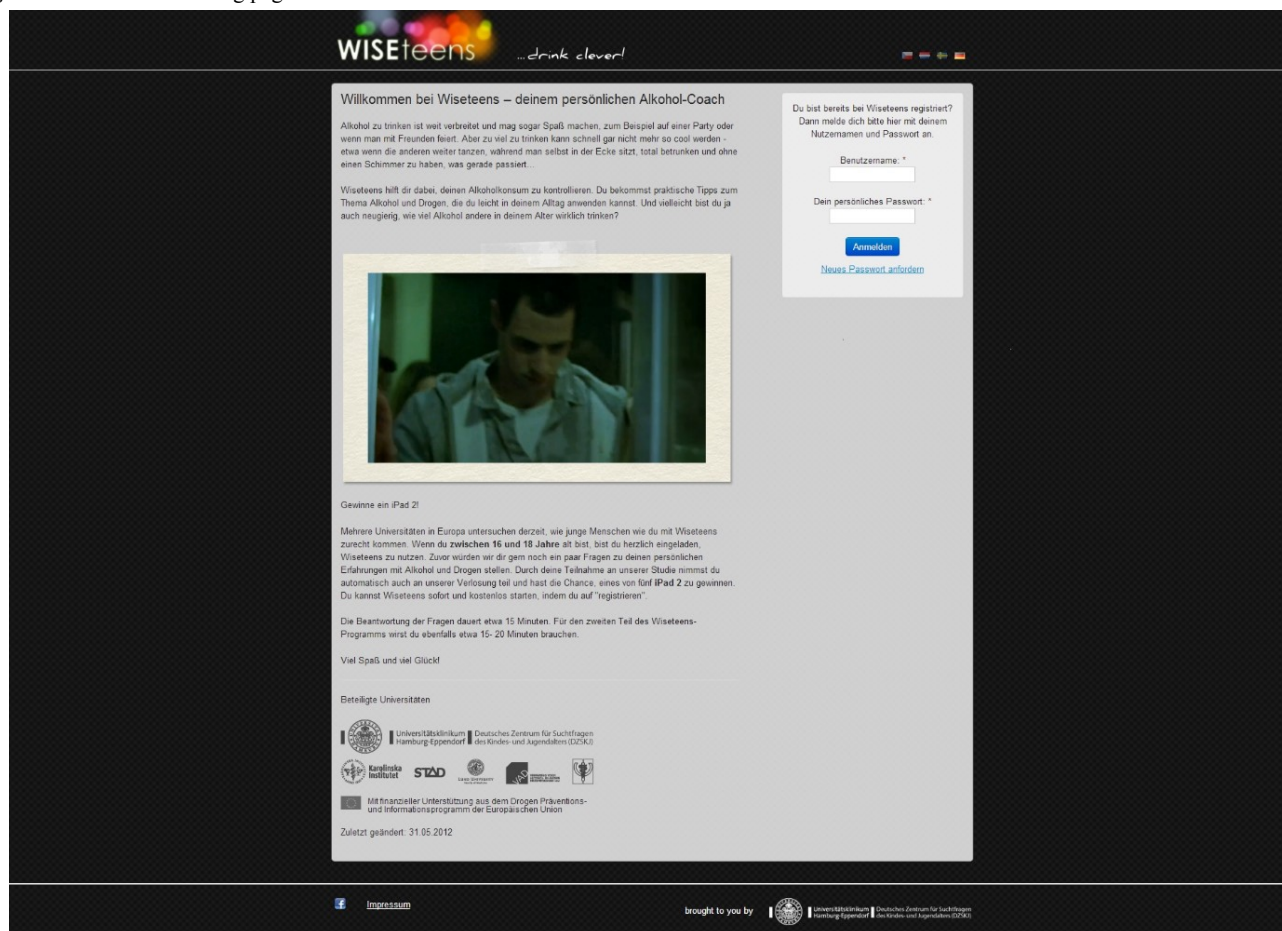 WISEteens
...drink clever!
Willkommen bei Wiseteens – deinem persönlichen Alkohol-Coach
Alkohol zu trinken ist weit verbreitet und mag sogar Spaß machen, zum Beispiel auf einer Party oder
wenn man mit Freunden feiert. Aber zu viel zu trinken kann schnell gar nicht mehr so cool werden -
etwa wenn die anderen weiter tanzen, während man selbst in der Ecke sitzt, total betrunken und ohne
einen Schimmer zu haben, was gerade passiert...
Wiseteens hilft dir dabei, deinen Alkoholkonsum zu kontrollieren. Du bekommst praktische Tipps zum
Thema Alkohol und Drogen, die du leicht in deinem Alltag anwenden kannst. Und vielleicht bist du ja
auch neugierig, wie viel Alkohol andere in deinem Alter wirklich trinken?
Gewinne ein iPad 2!
Mehrere Universitäten in Europa untersuchen derzeit, wie junge Menschen wie du mit Wiseteens
zurecht kommen. Wenn du zwischen 16 und 18 Jahre alt bist, bist du herzlich eingeladen,
Wiseteens zu nutzen. Zuvor würden wir dir gern noch ein paar Fragen zu deinen persönlichen
Erfahrungen mit Alkohol und Drogen stellen. Durch deine Teilnahme an unserer Studie nimmst du
automatisch auch an unserer Verlosung teil und hast die Chance, eines von fünf iPad 2 zu gewinnen.
Du kannst Wiseteens sofort und kostenlos starten, indem du auf "registrieren".
Die Beantwortung der Fragen dauert etwa 15 Minuten. Für den zweiten Teil des Wiseteens-
Programms wirst du ebenfalls etwa 15- 20 Minuten brauchen.
Viel Spaß und viel Glück!
Beteiligte Universitäten
Universitätsklinikum Deutsches Zentrum für Suchtfragen
Hamburg-Eppendorf des Kindes- und Jugendalters (DZSKJ)
Karolinska
Institutet
STAD
Mit finanzieller Unterstützung aus dem Drogen Präventions-
und Informationsprogramm der Europäischen Union
Zuletzt geändert: 31.05.2012
Du bist bereits bei Wiseteens registriert?
Dann melde dich bitte hier mit deinem
Nutzernamen und Passwort an.
Benutzername: *
Dein persönliches Passwort: *
Anmelden
Neues Passwort anfordern
Impressum
brought to you by
Universitätsklinikum Deutsches Zentrum für Suchtfragen
Hamburg-Eppendorf des Kindes- und Jugendalters (DZSKJ)